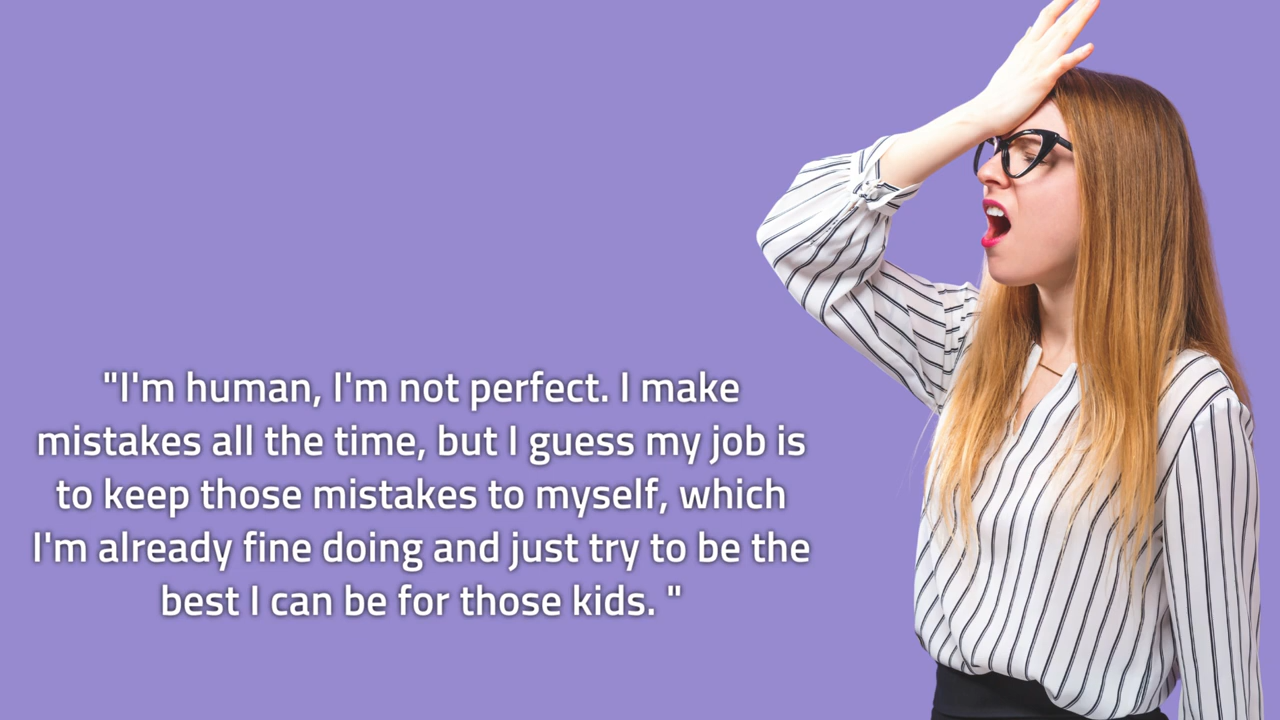 "I'm human, I'm not perfect. I make
mistakes all the time, but I guess my job is
to keep those mistakes to myself, which
I'm already fine doing and just try to be the
best I can be for those kids. "